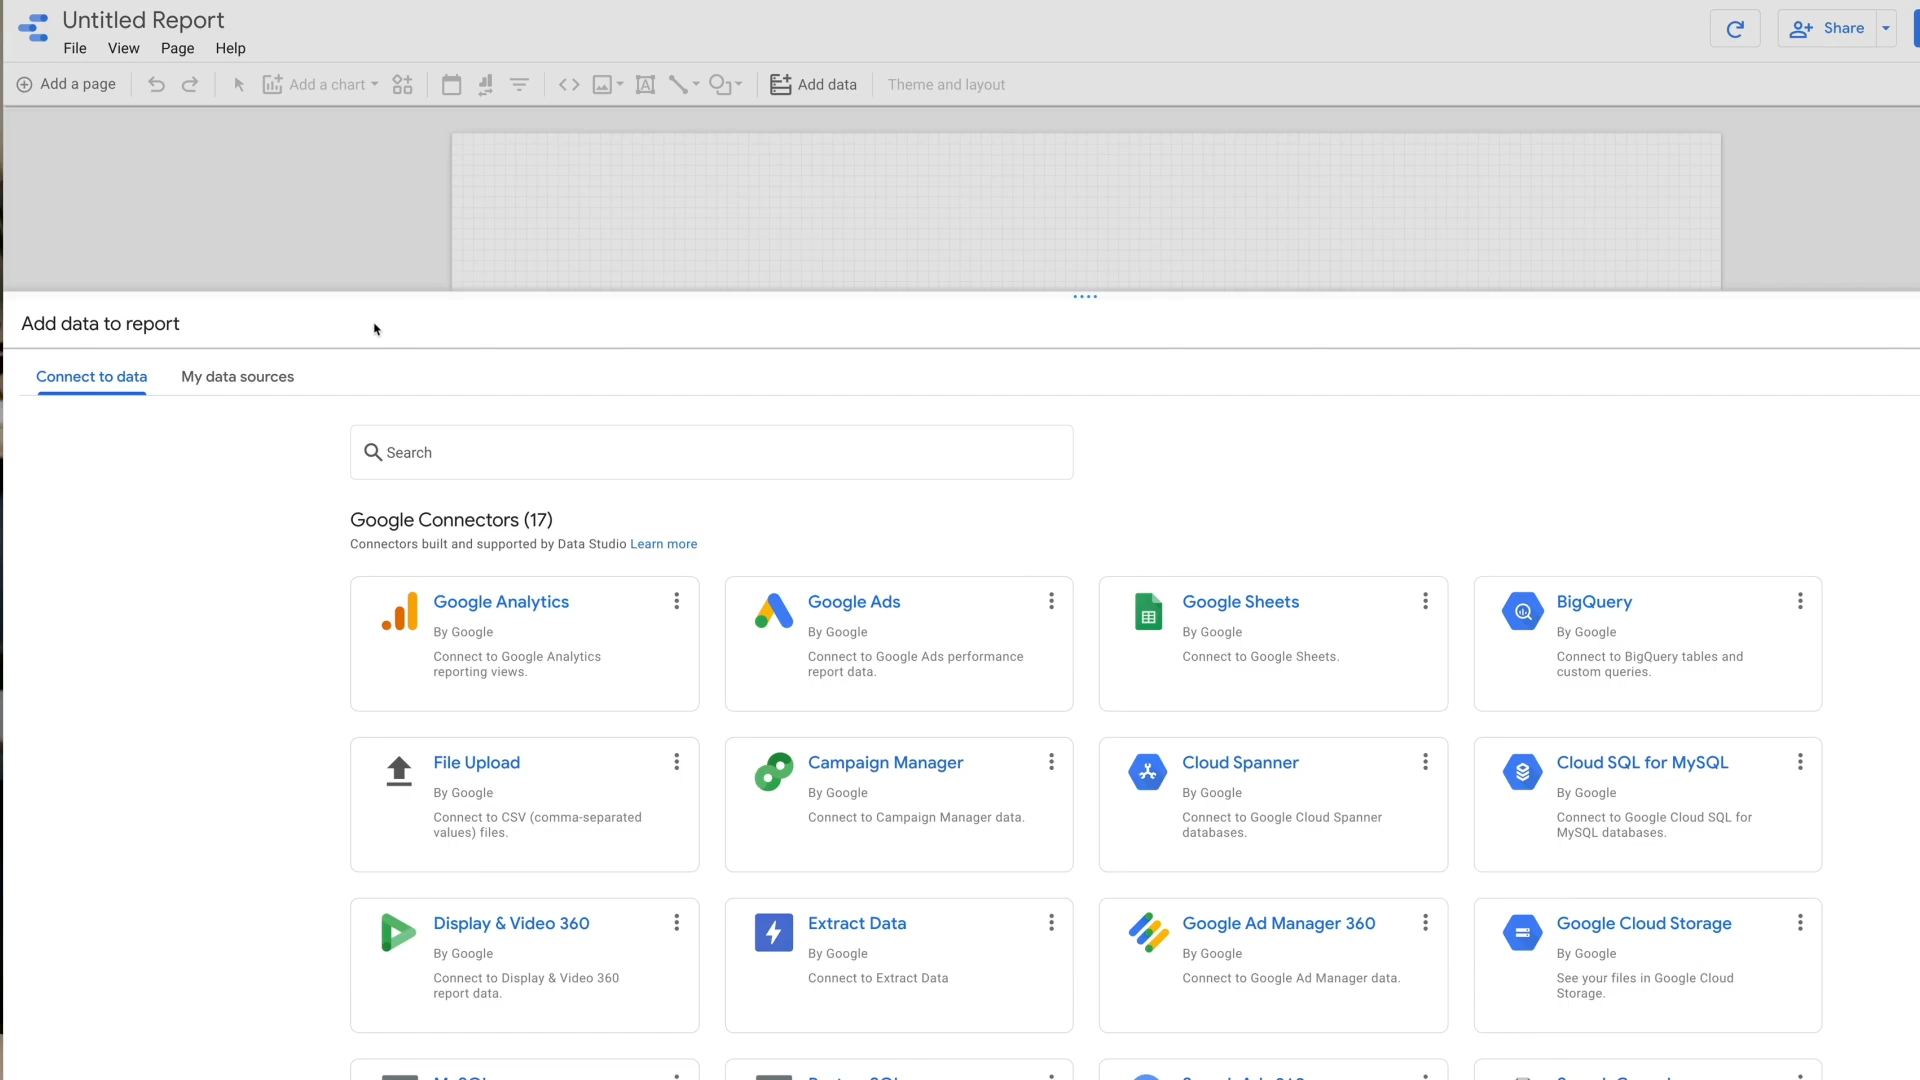 Untitled Report
File View Page Help
Share
Add a page
Add a chart
Add data
Theme and layout
Add data to report
Connect to data
My data sources
Search
Google Connectors (17)
Connectors built and supported by Data Studio Learn more
Google Analytics
By Google
Connect to Google Analytics
reporting views.
Google Ads
By Google
Connect to Google Ads performance
report data.
Google Sheets
By Google
Connect to Google Sheets.
BigQuery
By Google
Connect to BigQuery tables and
custom queries.
File Upload
By Google
Connect to CSV (comma-separated
values) files.
Campaign Manager
By Google
Connect to Campaign Manager data.
Cloud Spanner
By Google
Connect to Google Cloud Spanner
databases.
Cloud SQL for MySQL
By Google
Connect to Google Cloud SQL for
MySQL databases.
Display & Video 360
By Google
Connect to Display & Video 360
report data.
Extract Data
By Google
Connect to Extract Data
Google Ad Manager 360
By Google
Connect to Google Ad Manager data.
Google Cloud Storage
By Google
See your files in Google Cloud
Storage.